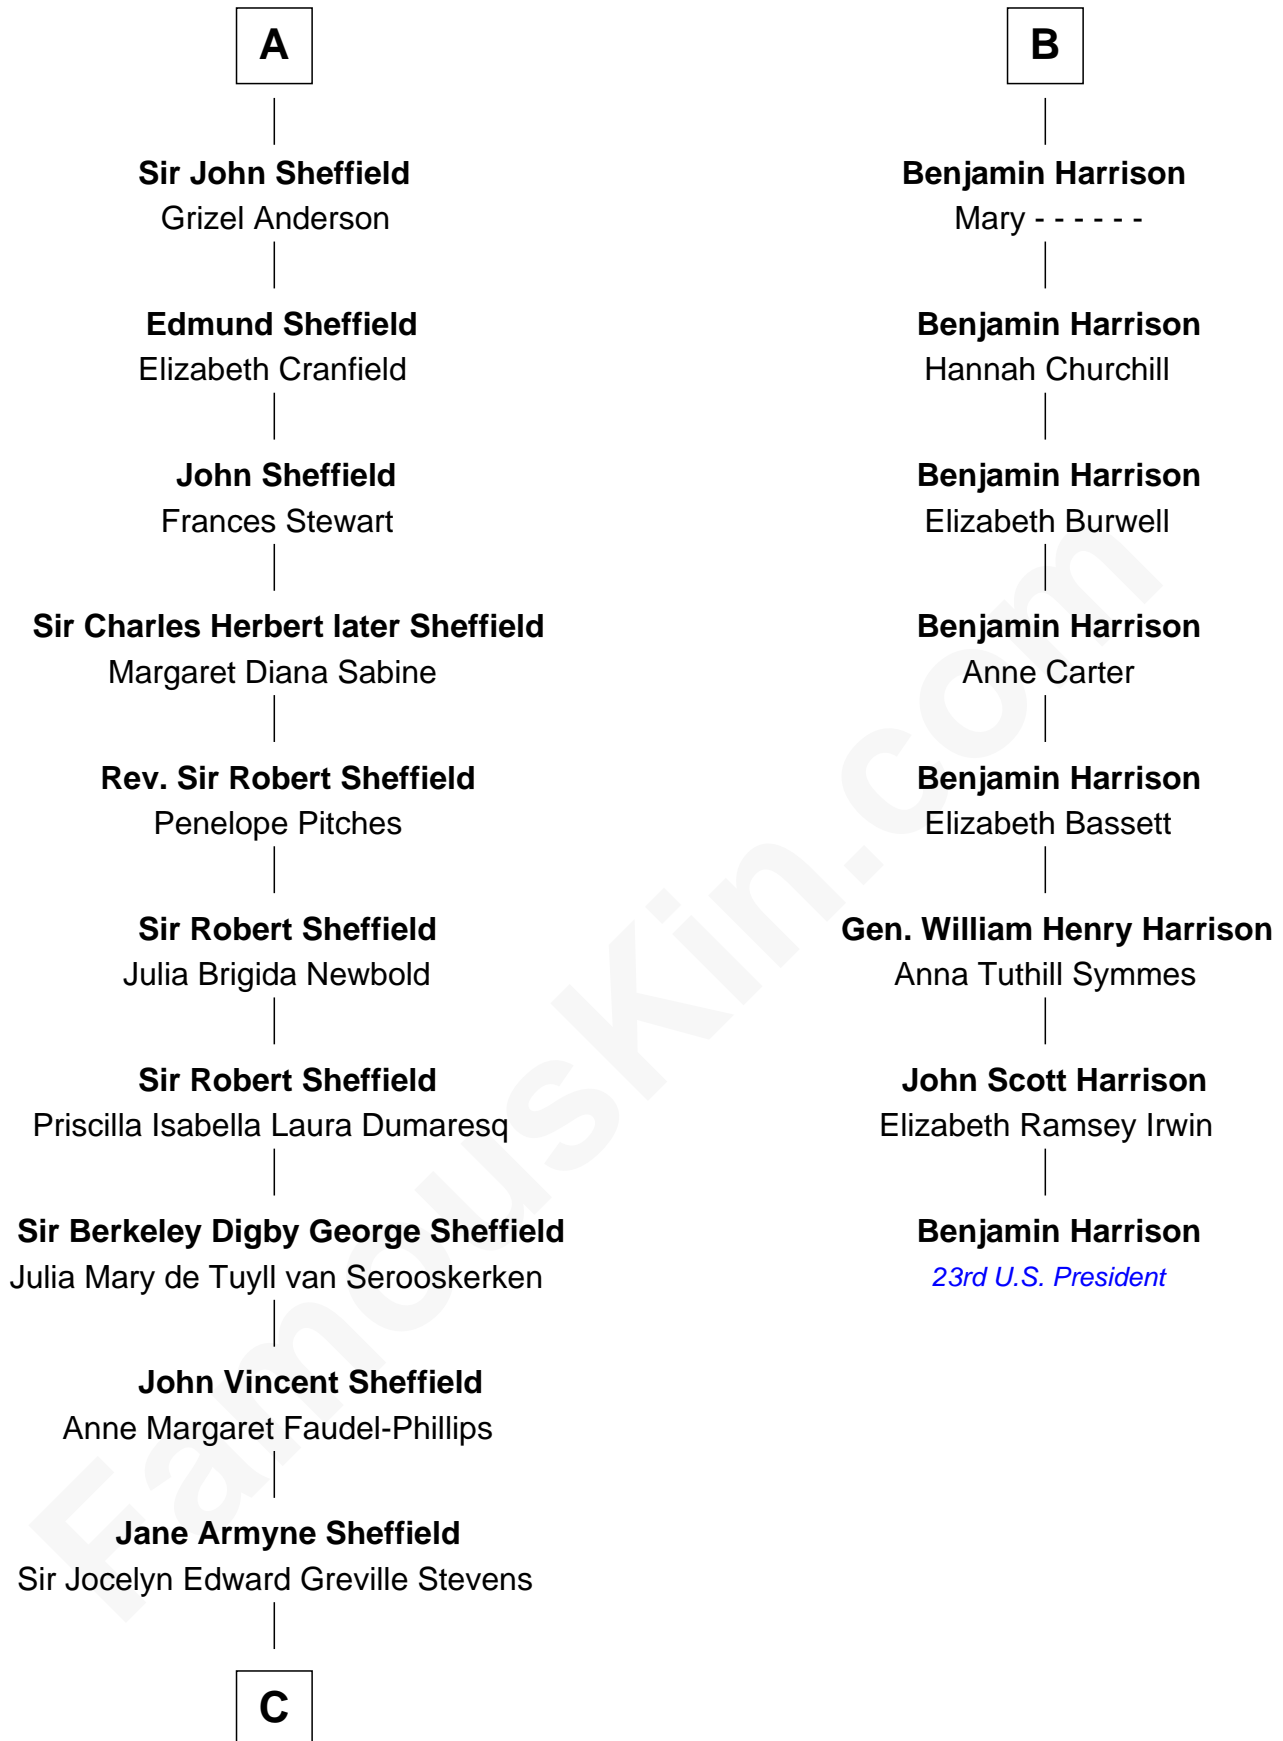 A
Sir John Sheffield
Grizel Anderson
Edmund Sheffield
Elizabeth Cranfield
John Sheffield
Frances Stewart
Sir Charles Herbert later Sheffield
Margaret Diana Sabine
Rev. Sir Robert Sheffield
Penelope Pitches
Sir Robert Sheffield
Julia Brigida Newbold
Sir Robert Sheffield
Priscilla Isabella Laura Dumaresq
Sir Berkeley Digby George Sheffield
Julia Mary de Tuyll van Serooskerken
John Vincent Sheffield
Anne Margaret Faudel-Phillips
Jane Armyne Sheffield
Sir Jocelyn Edward Greville Stevens
C
B
Benjamin Harrison
Mary - - - - - -
Benjamin Harrison
Hannah Churchill
Benjamin Harrison
Elizabeth Burwell
Benjamin Harrison
Anne Carter
Benjamin Harrison
Elizabeth Bassett
Gen. William Henry Harrison
Anna Tuthill Symmes
John Scott Harrison
Elizabeth Ramsey Irwin
Benjamin Harrison
23rd U.S. President
FamousKin.com